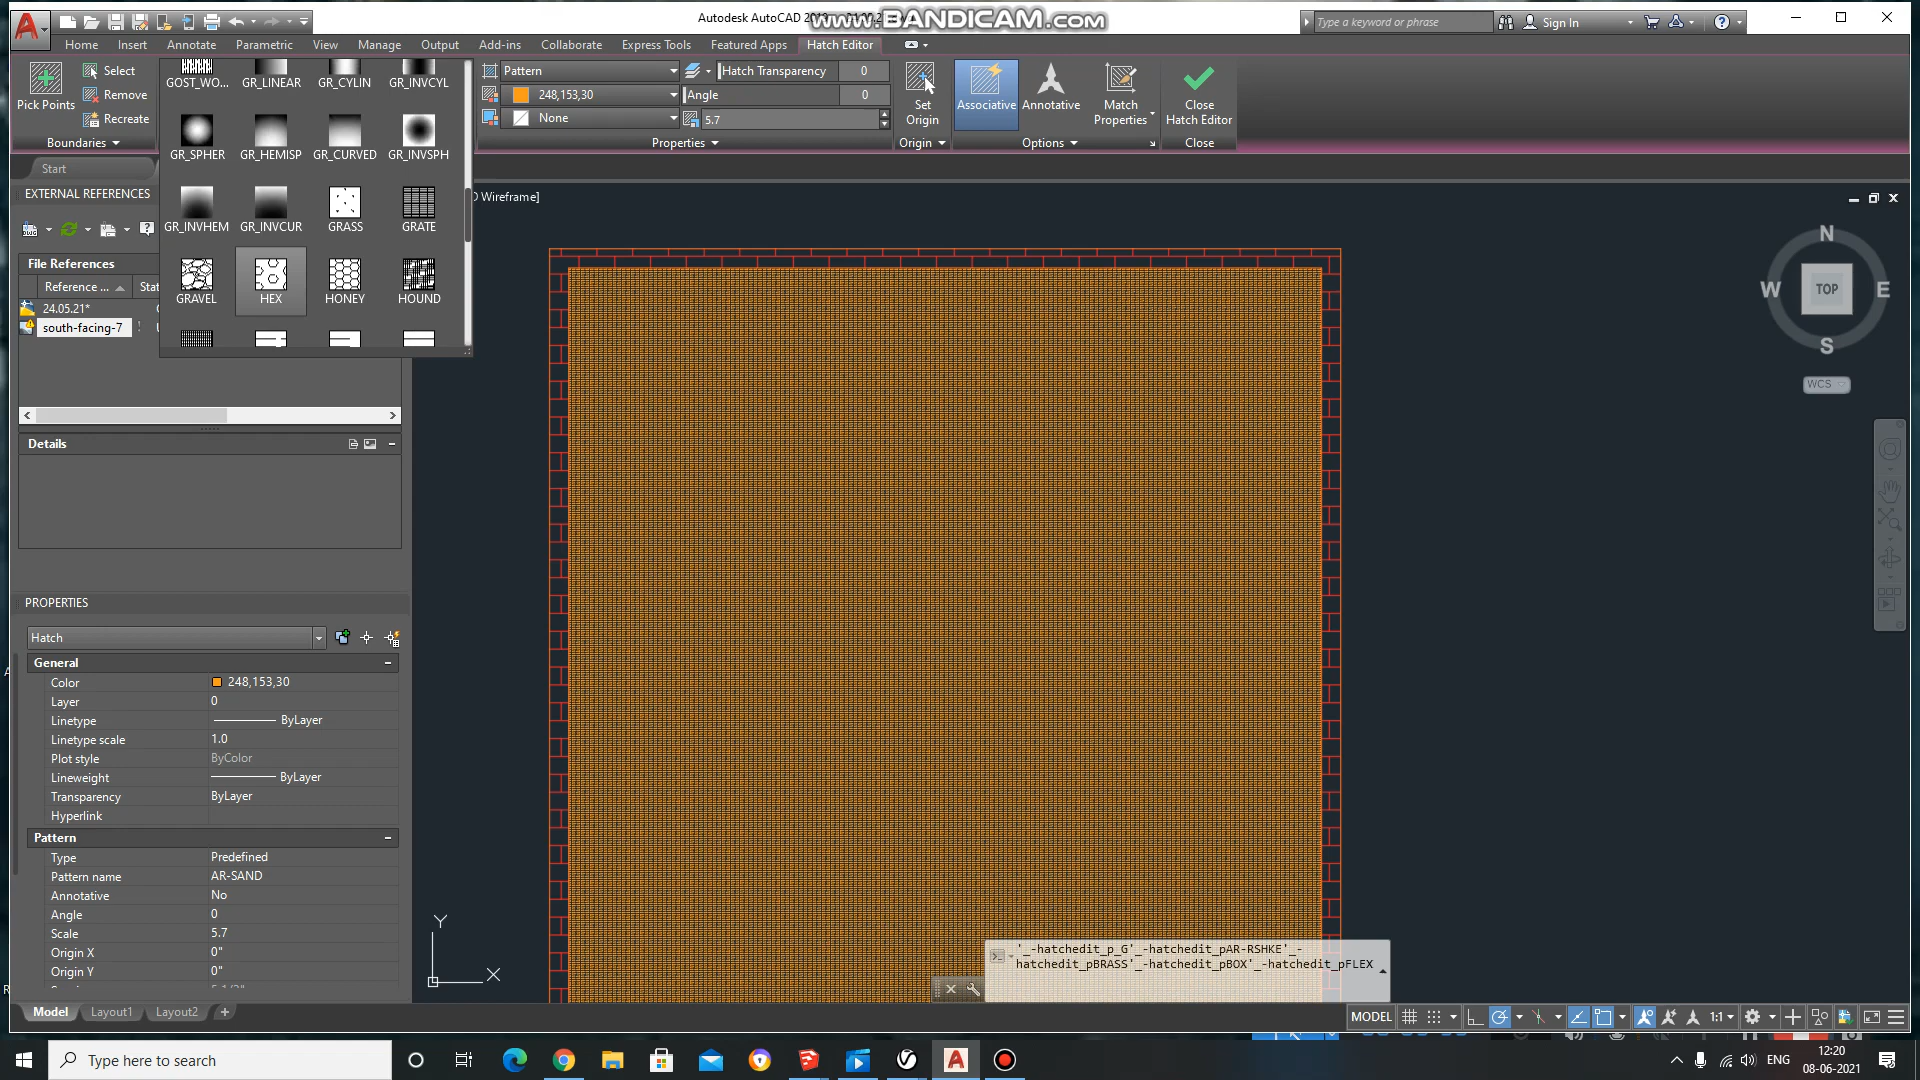 Autodesk AutoCAD
www.BANDICAM.com
Type a keyword or phrase
Sign In
Home Insert Annotate Parametric View Manage Output Add-ins Collaborate Express Tools Featured Apps Hatch Editor
Pick Points
Select
Remove
Recreate
Boundaries
GOST_WO... GR_LINEAR GR_CYLIN GR_INVCYL
GR_SPHER GR_HEMISP GR_CURVED GR_INVSPH
GR_INVHEM GR_INVCUR GRASS GRATE
GRAVEL HEX HONEY HOUND
Pattern
Hatch Transparency 0
248,153,30
Angle 0
None
5.7
Properties
Set
Origin
Origin
Associative
Annotative
Match
Properties
Options
Close
Hatch Editor
Close
Start
EXTERNAL REFERENCES
Wireframe]
File References
Reference ... Stat
24.05.21*
south-facing-7 !
Details
PROPERTIES
Hatch
General
Color 248,153,30
Layer 0
Linetype ByLayer
Linetype scale 1.0
Plot style ByColor
Lineweight ByLayer
Transparency ByLayer
Hyperlink
Pattern
Type Predefined
Pattern name AR-SAND
Annotative No
Angle 0
Scale 5.7
Origin X 0"
Origin Y 0"
N
W TOP E
S
WCS
Y
X
'_-hatchedit_p_G'_-hatchedit_pAR-RSHKE'_-
hatchedit_pBRASS'_-hatchedit_pBOX'_-hatchedit_pFLEX
Model Layout1 Layout2 +
MODEL 1:1
Type here to search
ENG
12:20
08-06-2021